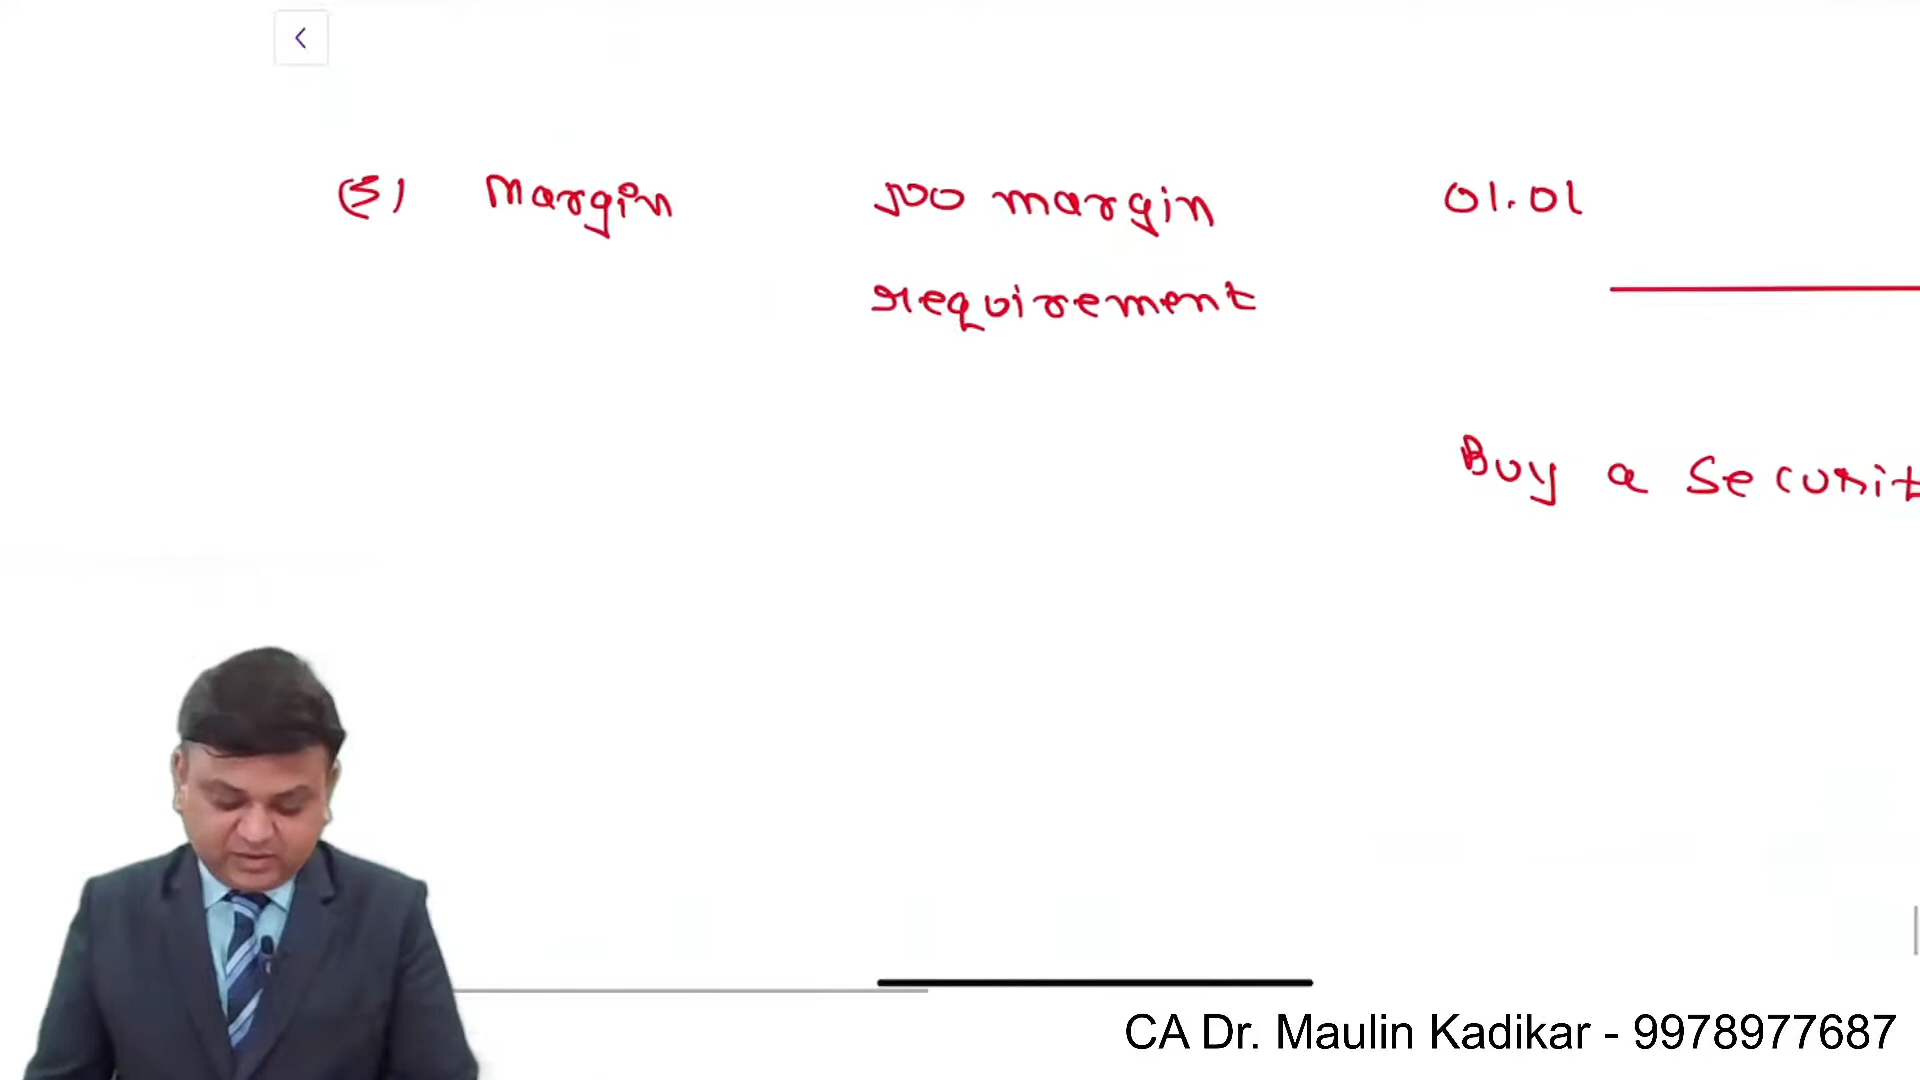 (5) Margin 500 margin 01.01
requirement
Buy a securit
CA Dr. Maulin Kadikar - 9978977687